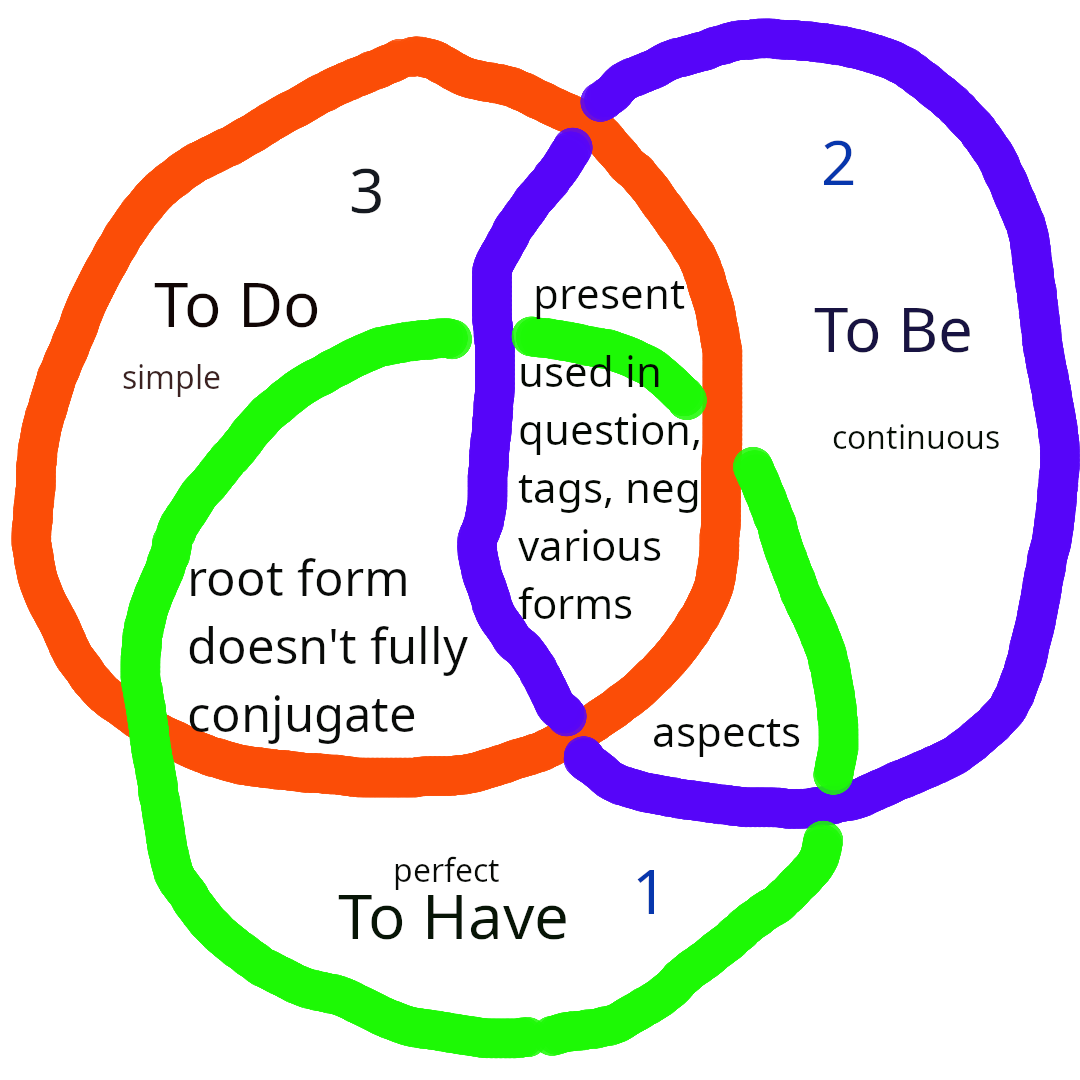 3
2
To Do
simple
present
To Be
continuous
used in
question,
tags, neg
various
forms
root form
doesn't fully
conjugate
aspects
perfect
To Have
1